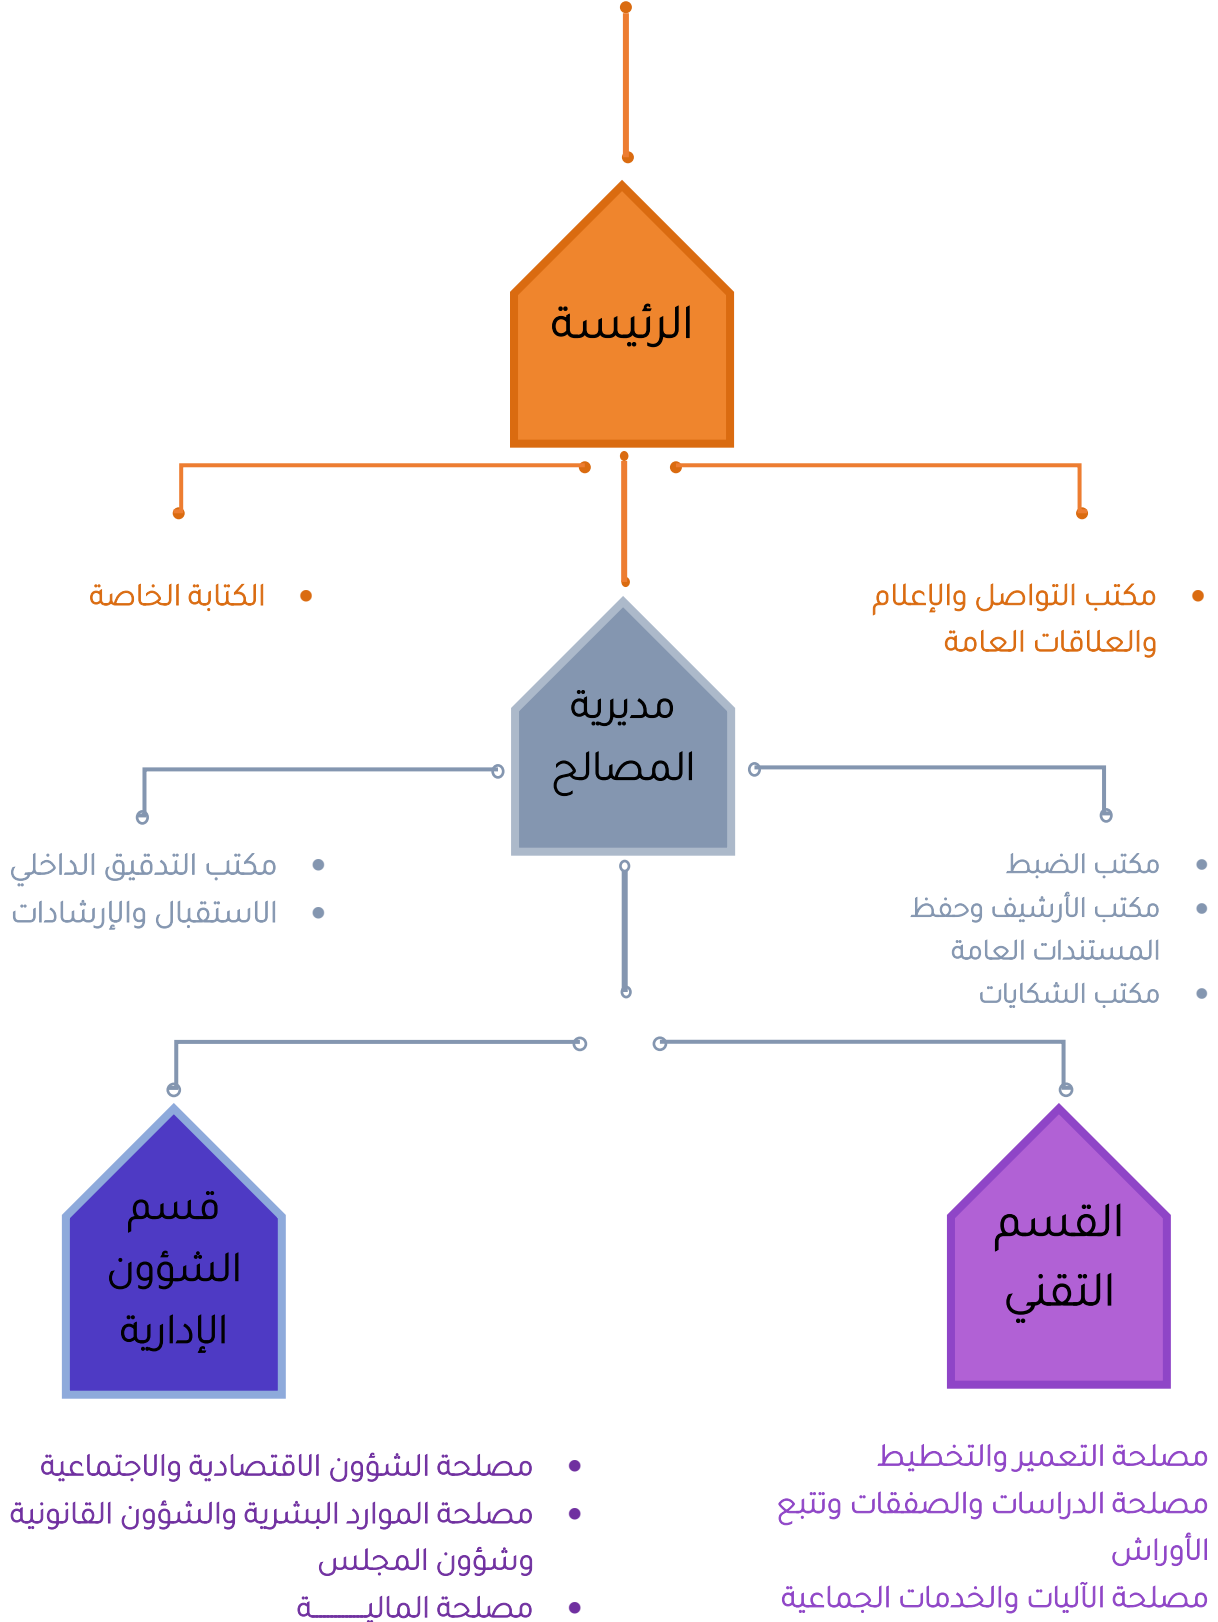 الرئيسة
مكتب التواصل والإعلام
والعلاقات العامة
الكتابة الخاصة
مديرية
المصالح
مكتب الضبط
مكتب الأرشيف وحفظ
المستندات العامة
مكتب الشكايات
مكتب التدقيق الداخلي
الاستقبال والإرشادات
القسم
التقني
قسم
الشؤون
الإدارية
مصلحة التعمير والتخطيط
مصلحة الدراسات والصفقات وتتبع
الأوراش
مصلحة الآليات والخدمات الجماعية
مصلحة الشؤون الاقتصادية والاجتماعية
مصلحة الموارد البشرية والشؤون القانونية
وشؤون المجلس
مصلحة الماليـــــــــة